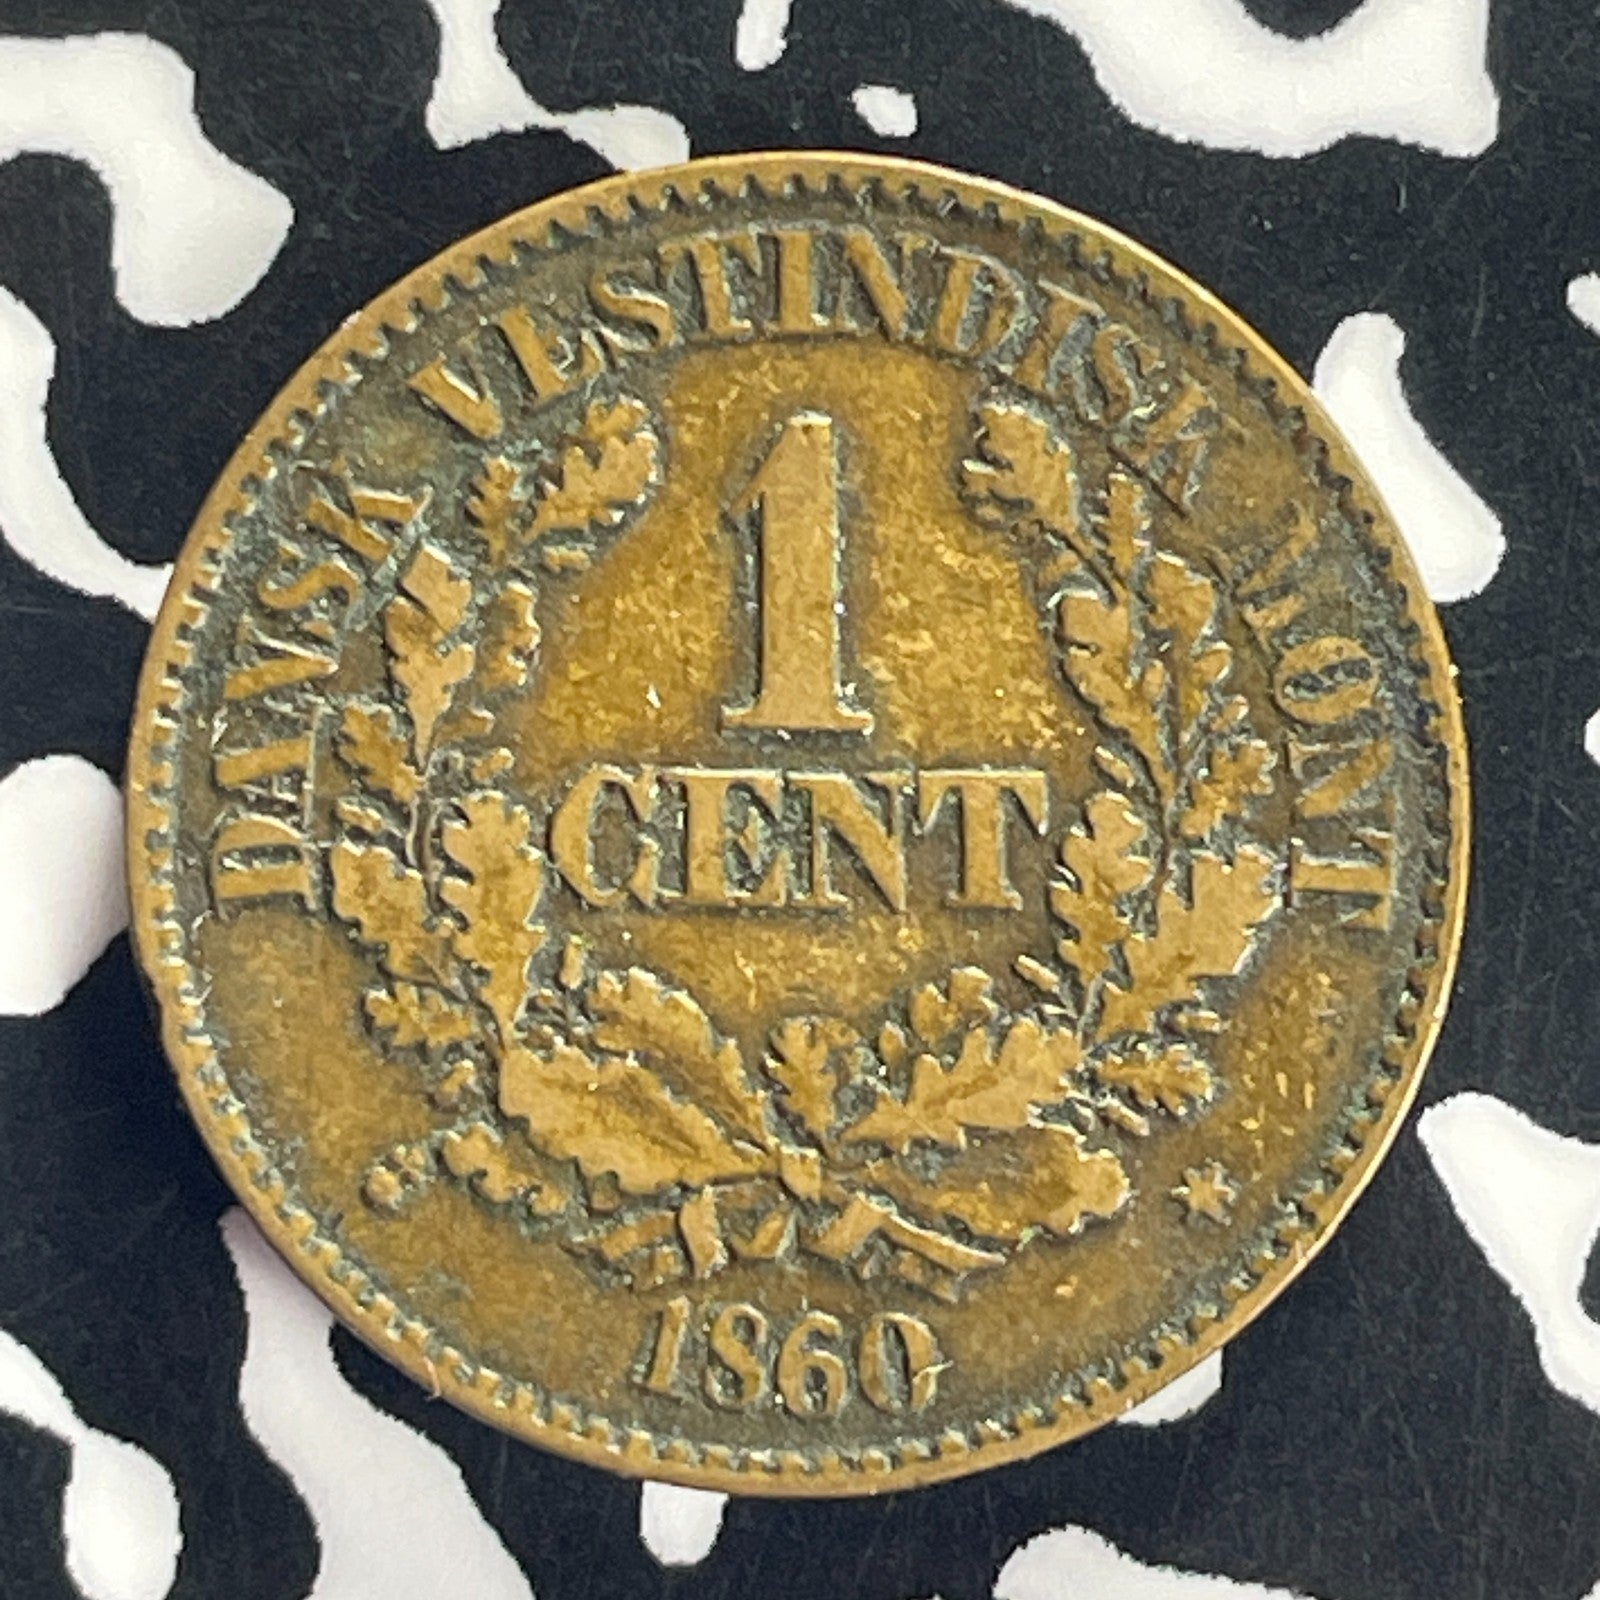 DANSK VESTINDISK MØNT
1
CENT
1860